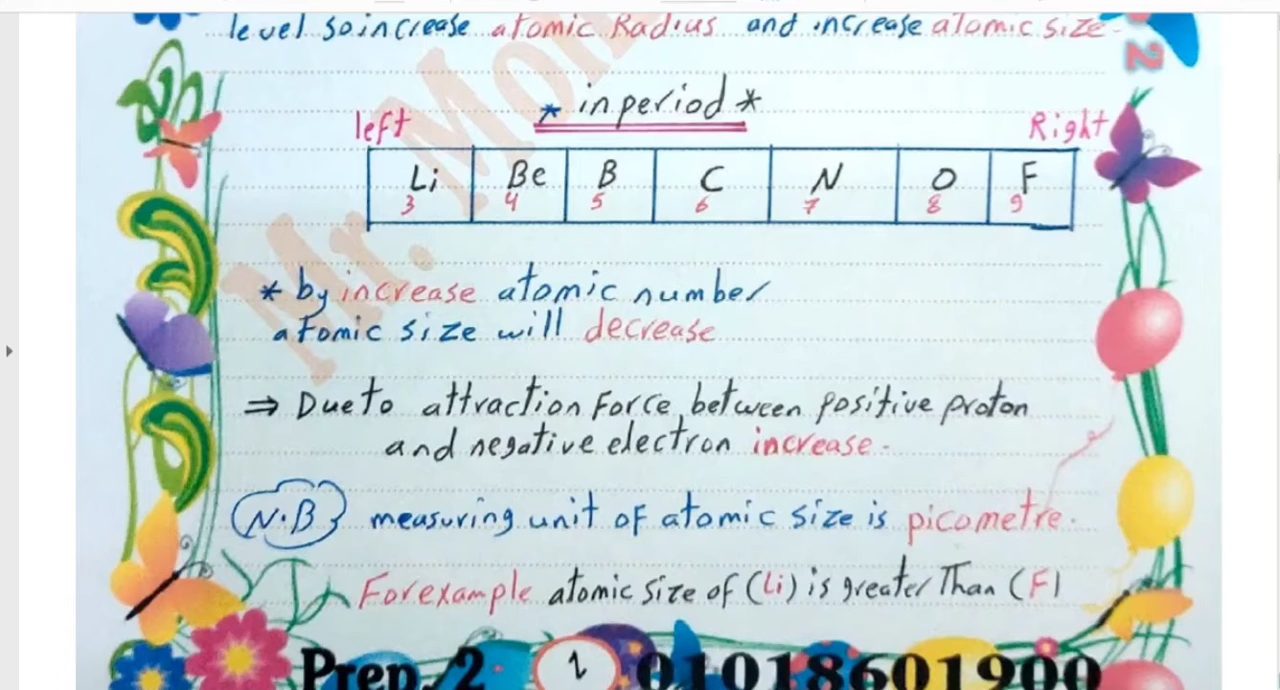 level so increase atomic Radius and increase atomic size.
2
* in period *
left Right
Li Be B C N O F
3 4 5 6 7 8 9
* by increase atomic number
atomic size will decrease
⇒ Due to attraction Force between positive proton
and negative electron increase.
N.B measuring unit of atomic size is picometre.
For example atomic size of (Li) is greater Than (F)
Prep. 2 1 01018601900
Mr. Mon